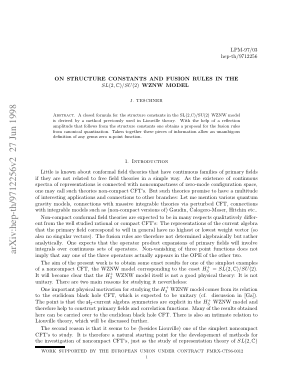 LPM-97/03
hep-th/9712256
ON STRUCTURE CONSTANTS AND FUSION RULES IN THE
SL(2,C)/SU(2) WZNW MODEL
J. TESCHNER
Abstract. A closed formula for the structure constants in the SL(2,C)/SU(2) WZNW model
is derived by a method previously used in Liouville theory. With the help of a reflection
amplitude that follows from the structure constants one obtains a proposal for the fusion rules
from canonical quantization. Taken together these pieces of information allow an unambigous
definition of any genus zero n-point function.
1. Introduction
Little is known about conformal field theories that have continous families of primary fields
if they are not related to free field theories in a simple way. As the existence of continous
spectra of representations is connected with noncompactness of zero-mode configuration space,
one may call such theories non-compact CFT's. But such theories promise to have a multitude
of interesting applications and connections to other branches: Let me mention various quantum
gravity models, connections with massive integrable theories via perturbed CFT, connections
with integrable models such as (non-compact versions of) Gaudin, Calogero-Moser, Hitchin etc..
Non-compact conformal field theories are expected to be in many respects qualitatively differ-
ent from the well studied rational or compact CFT's: The representations of the current algebra
that the primary field correspond to will in general have no highest or lowest weight vector (no
also no singular vectors). The fusion rules are therefore not determined algebraically but rather
analytically. One expects that the operator product expansions of primary fields will involve
integrals over continuous sets of operators. Non-vanishing of three point functions does not
imply that any one of the three operators actually appears in the OPE of the other two.
The aim of the present work is to obtain some exact results for one of the simplest examples
of a noncompact CFT, the WZNW model corresponding to the coset H₃⁺ = SL(2,C)/SU(2).
It will become clear that the H₃⁺ WZNW model itself is not a good physical theory: It is not
unitary. There are two main reasons for studying it nevertheless:
One important physical motivation for studying the H₃⁺ WZNW model comes from its relation
to the euclidean black hole CFT, which is expected to be unitary (cf. discussion in [Ga]).
The point is that the sl₂-current algebra symmetries are explicit in the H₃⁺ WZNW model and
therefore help to construct primary fields and correlation functions. Many of the results obtained
here can be carried over to the euclidean black hole CFT. There is also an intimate relation to
Liouville theory, which will be further discussed.
The second reason is that it seems to be (besides Liouville) one of the simplest noncompact
CFT's to study. It is therefore a natural starting point for the development of methods for
the investigation of noncompact CFT's, just as the study of representation theory of SL(2,C)
WORK SUPPORTED BY THE EUROPEAN UNION UNDER CONTRACT FMRX-CT96-0012
1
arXiv:hep-th/9712256v2 27 Jun 1998